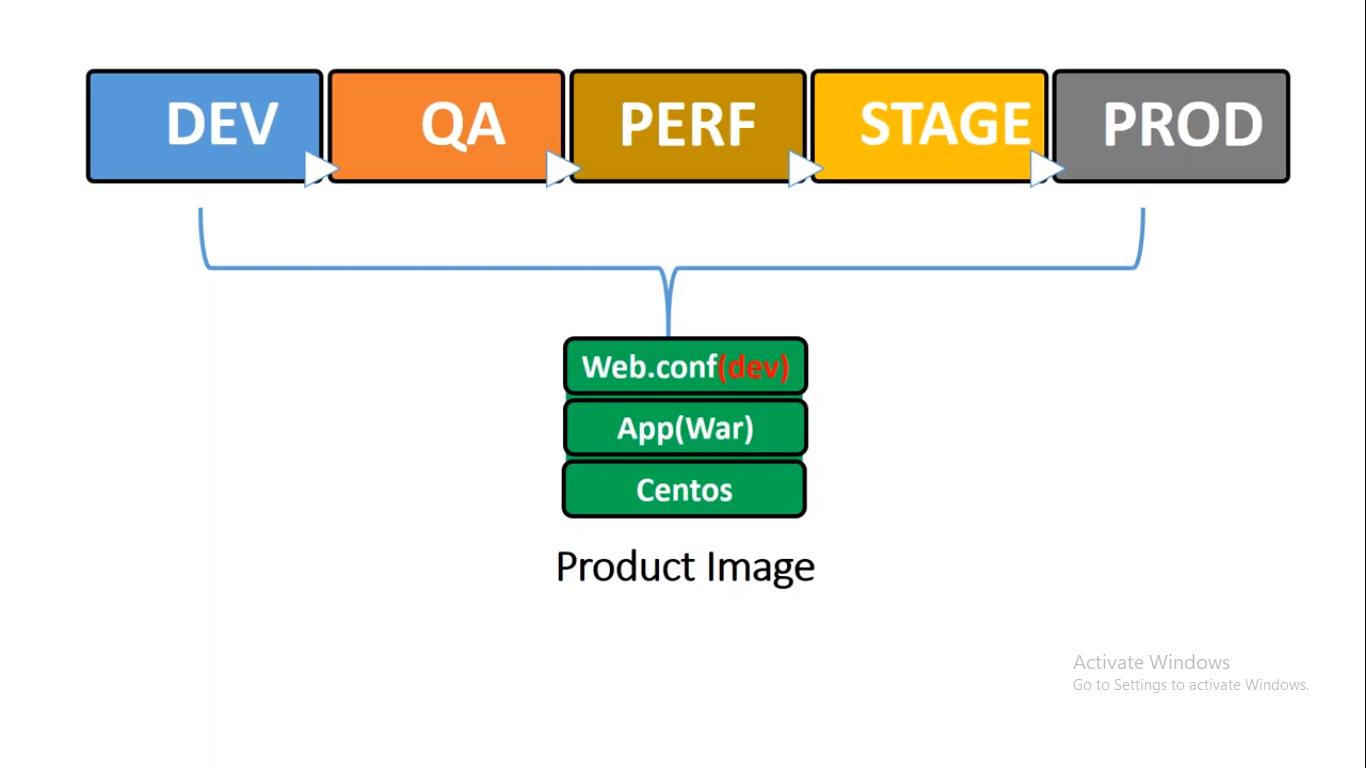 DEV QA PERF STAGE PROD
Web.conf(dev)
App(War)
Centos
Product Image
Activate Windows
Go to Settings to activate Windows.